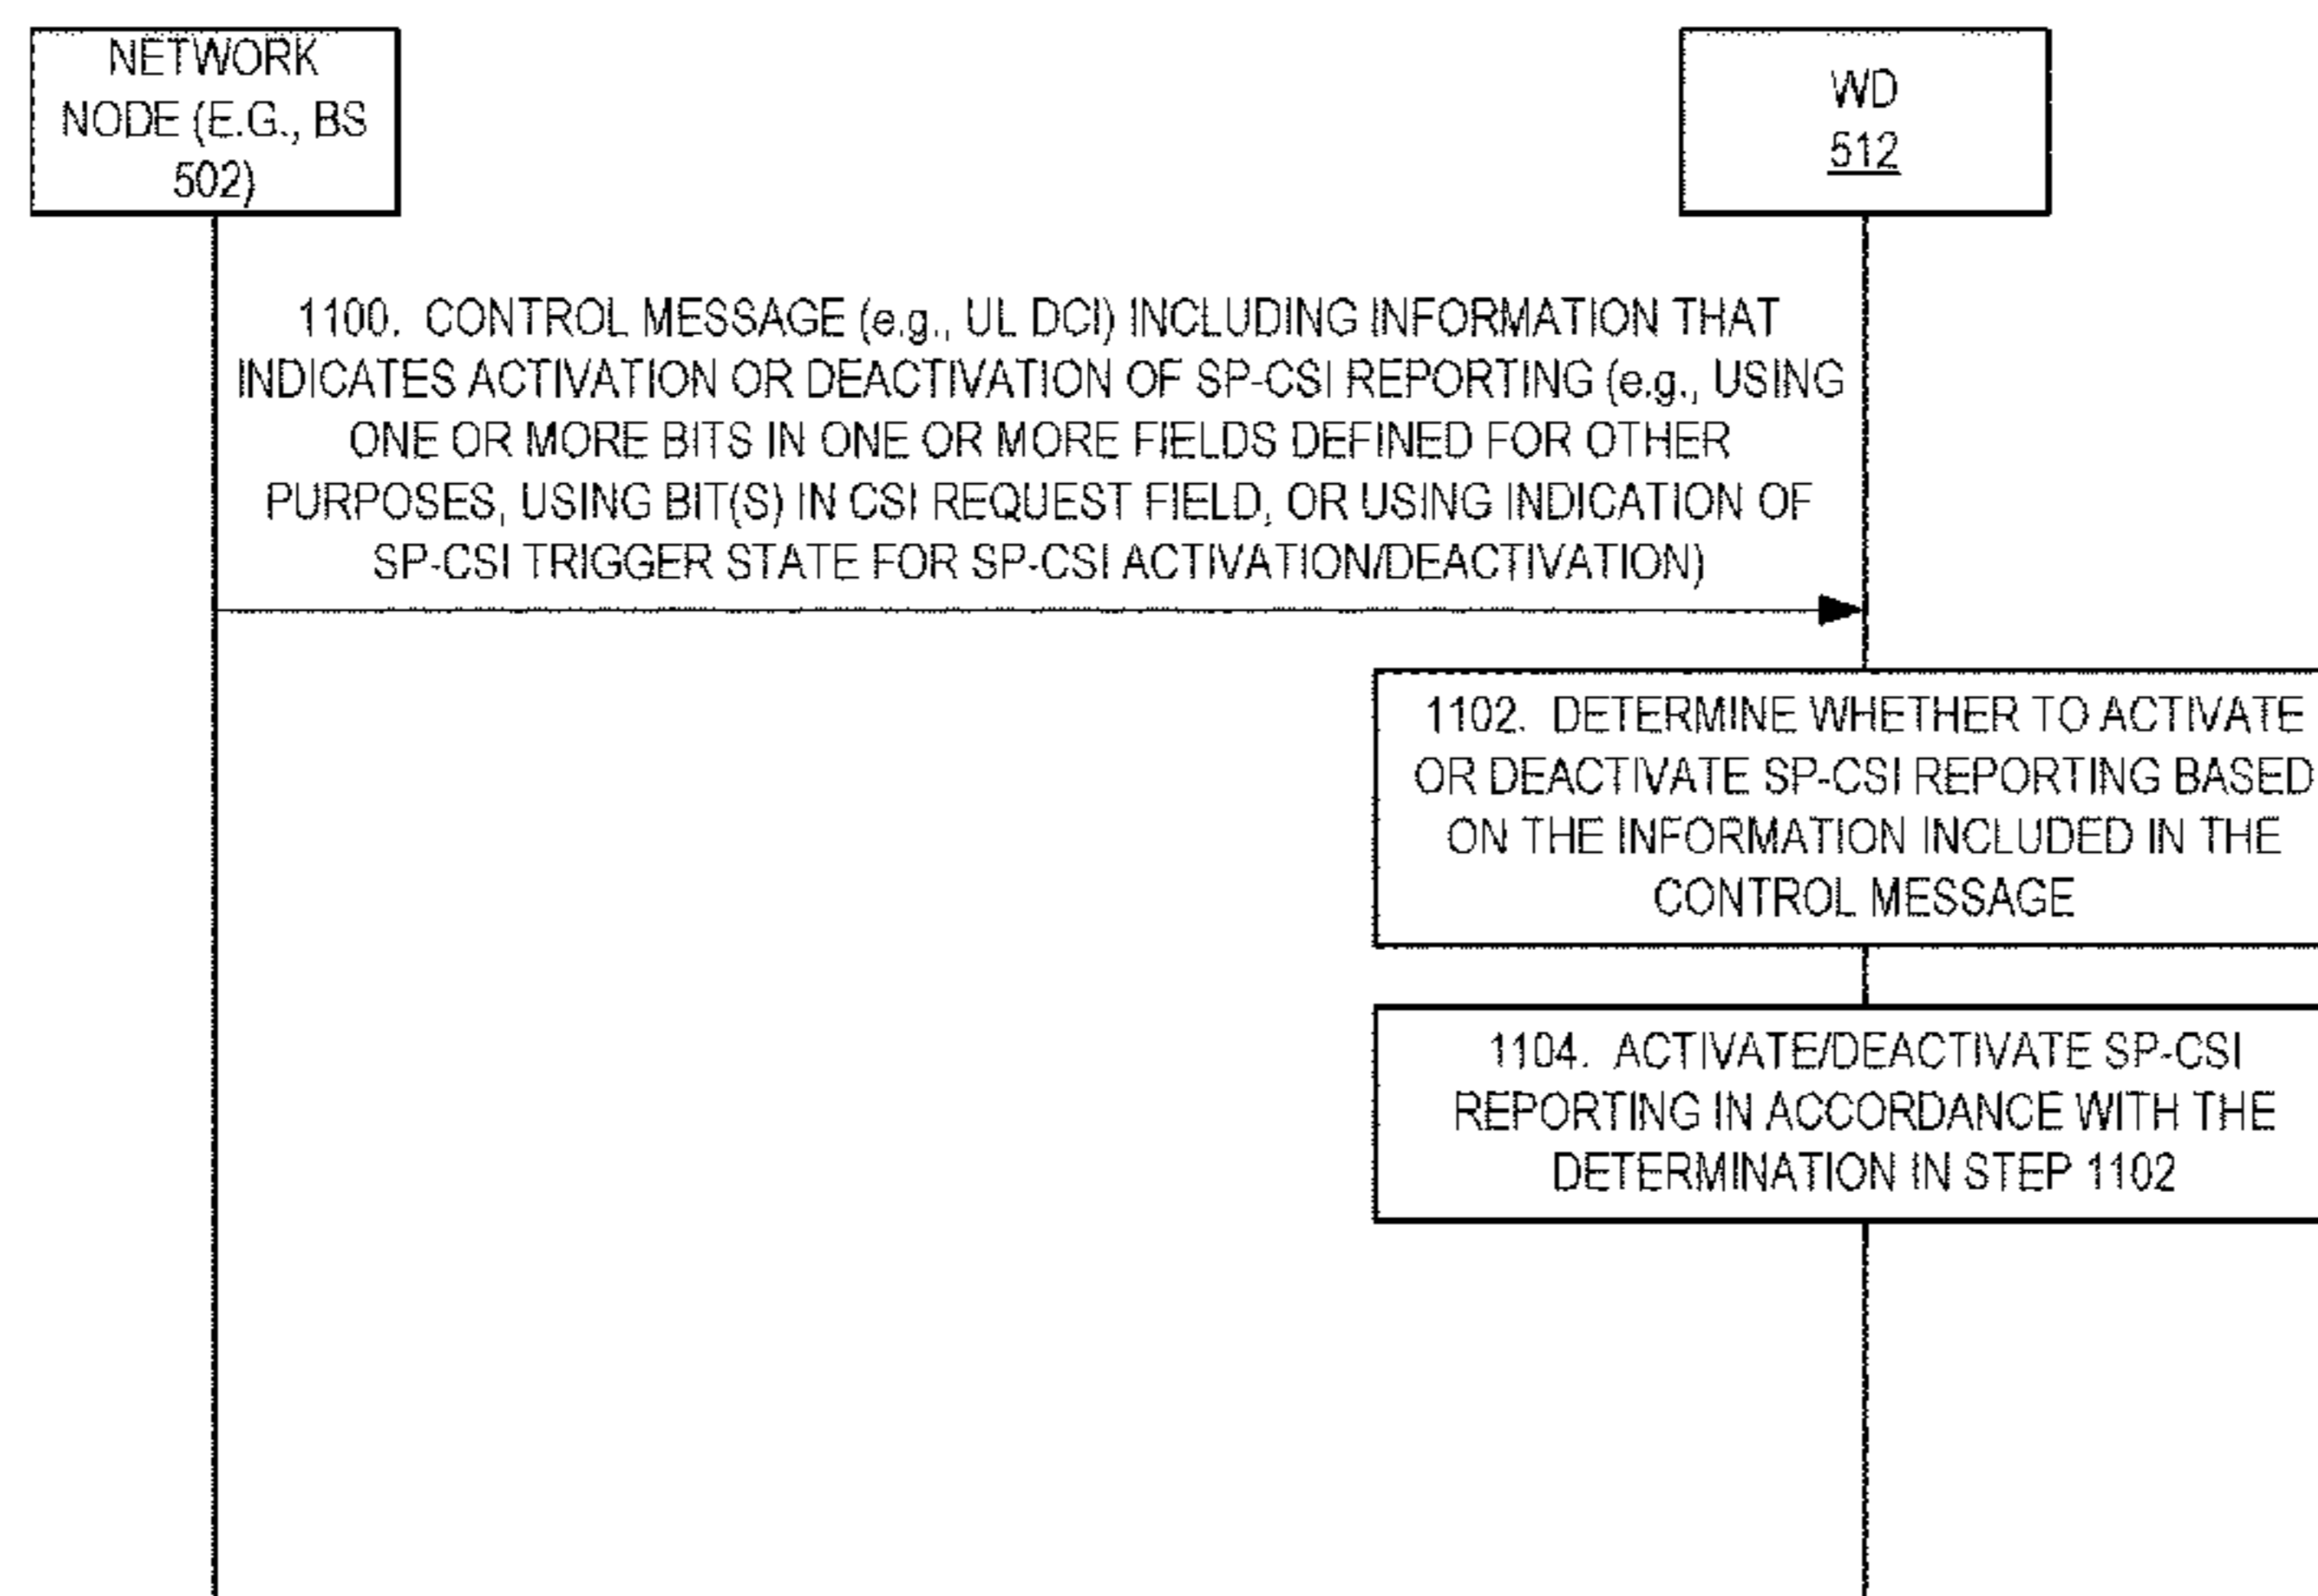 NETWORK
NODE (E.G., BS
502)
WD
512
1100. CONTROL MESSAGE (e.g., UL DCI) INCLUDING INFORMATION THAT
INDICATES ACTIVATION OR DEACTIVATION OF SP-CSI REPORTING (e.g., USING
ONE OR MORE BITS IN ONE OR MORE FIELDS DEFINED FOR OTHER
PURPOSES, USING BIT(S) IN CSI REQUEST FIELD, OR USING INDICATION OF
SP-CSI TRIGGER STATE FOR SP-CSI ACTIVATION/DEACTIVATION)
1102. DETERMINE WHETHER TO ACTIVATE
OR DEACTIVATE SP-CSI REPORTING BASED
ON THE INFORMATION INCLUDED IN THE
CONTROL MESSAGE
1104. ACTIVATE/DEACTIVATE SP-CSI
REPORTING IN ACCORDANCE WITH THE
DETERMINATION IN STEP 1102